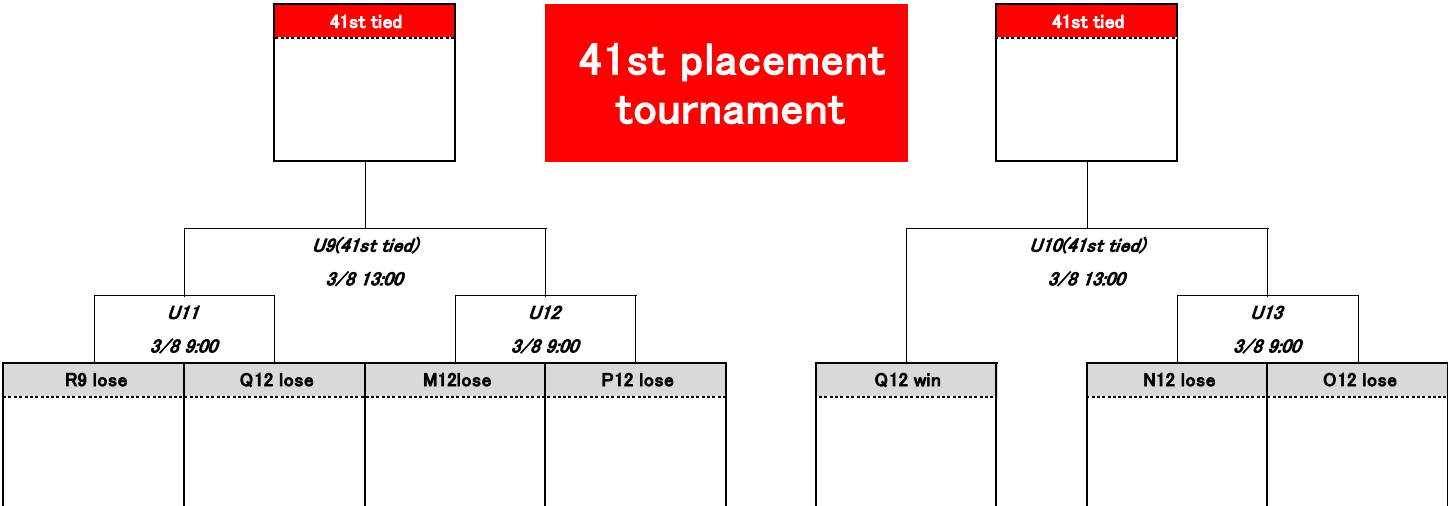 41st tied
41st placement
tournament
41st tied
U9(41st tied)
3/8 13:00
U10(41st tied)
3/8 13:00
U11
3/8 9:00
U12
3/8 9:00
U13
3/8 9:00
R9 lose
Q12 lose
M12lose
P12 lose
Q12 win
N12 lose
O12 lose